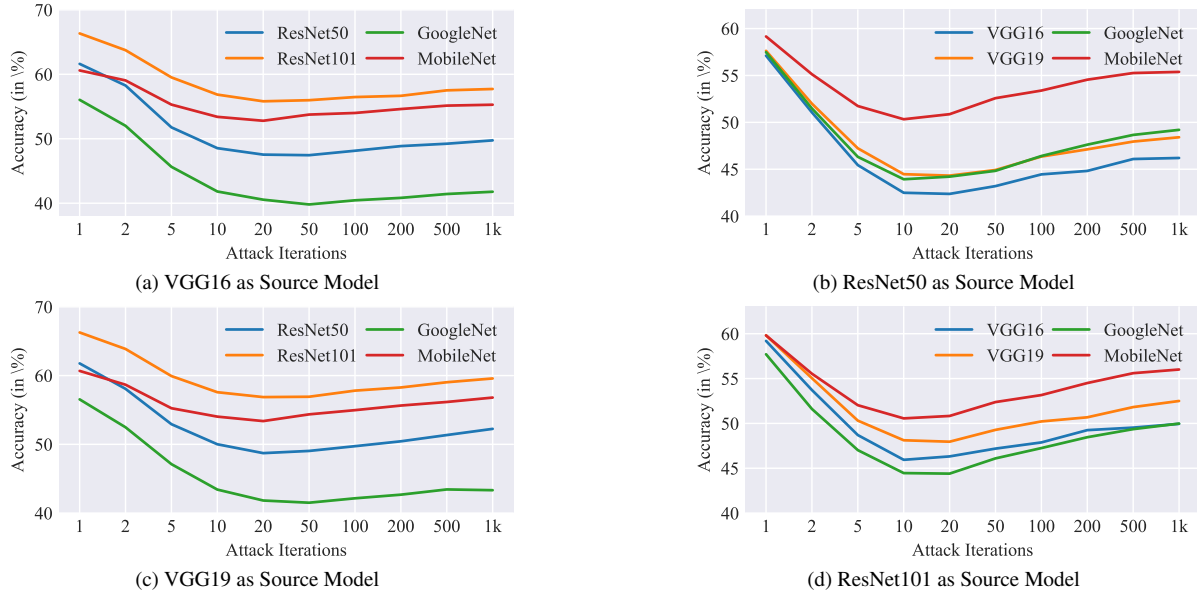 70
60
50
40
Accuracy (in \%)
ResNet50
ResNet101
GoogleNet
MobileNet
1 2 5 10 20 50 100 200 500 1k
Attack Iterations
(a) VGG16 as Source Model
60
55
50
45
40
Accuracy (in \%)
VGG16
VGG19
GoogleNet
MobileNet
1 2 5 10 20 50 100 200 500 1k
Attack Iterations
(b) ResNet50 as Source Model
70
60
50
40
Accuracy (in \%)
ResNet50
ResNet101
GoogleNet
MobileNet
1 2 5 10 20 50 100 200 500 1k
Attack Iterations
(c) VGG19 as Source Model
60
55
50
45
40
Accuracy (in \%)
VGG16
VGG19
GoogleNet
MobileNet
1 2 5 10 20 50 100 200 500 1k
Attack Iterations
(d) ResNet101 as Source Model